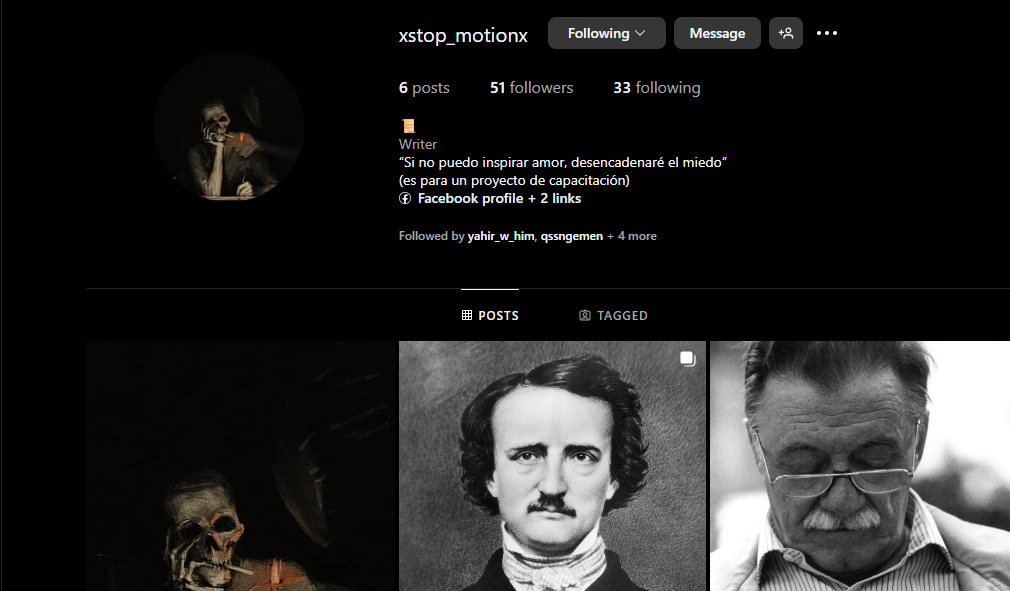 xstop_motionx Following Message
6 posts 51 followers 33 following
Writer
“Si no puedo inspirar amor, desencadenaré el miedo”
(es para un proyecto de capacitación)
Facebook profile + 2 links
Followed by yahir_w_him, qssngemen + 4 more
POSTS TAGGED